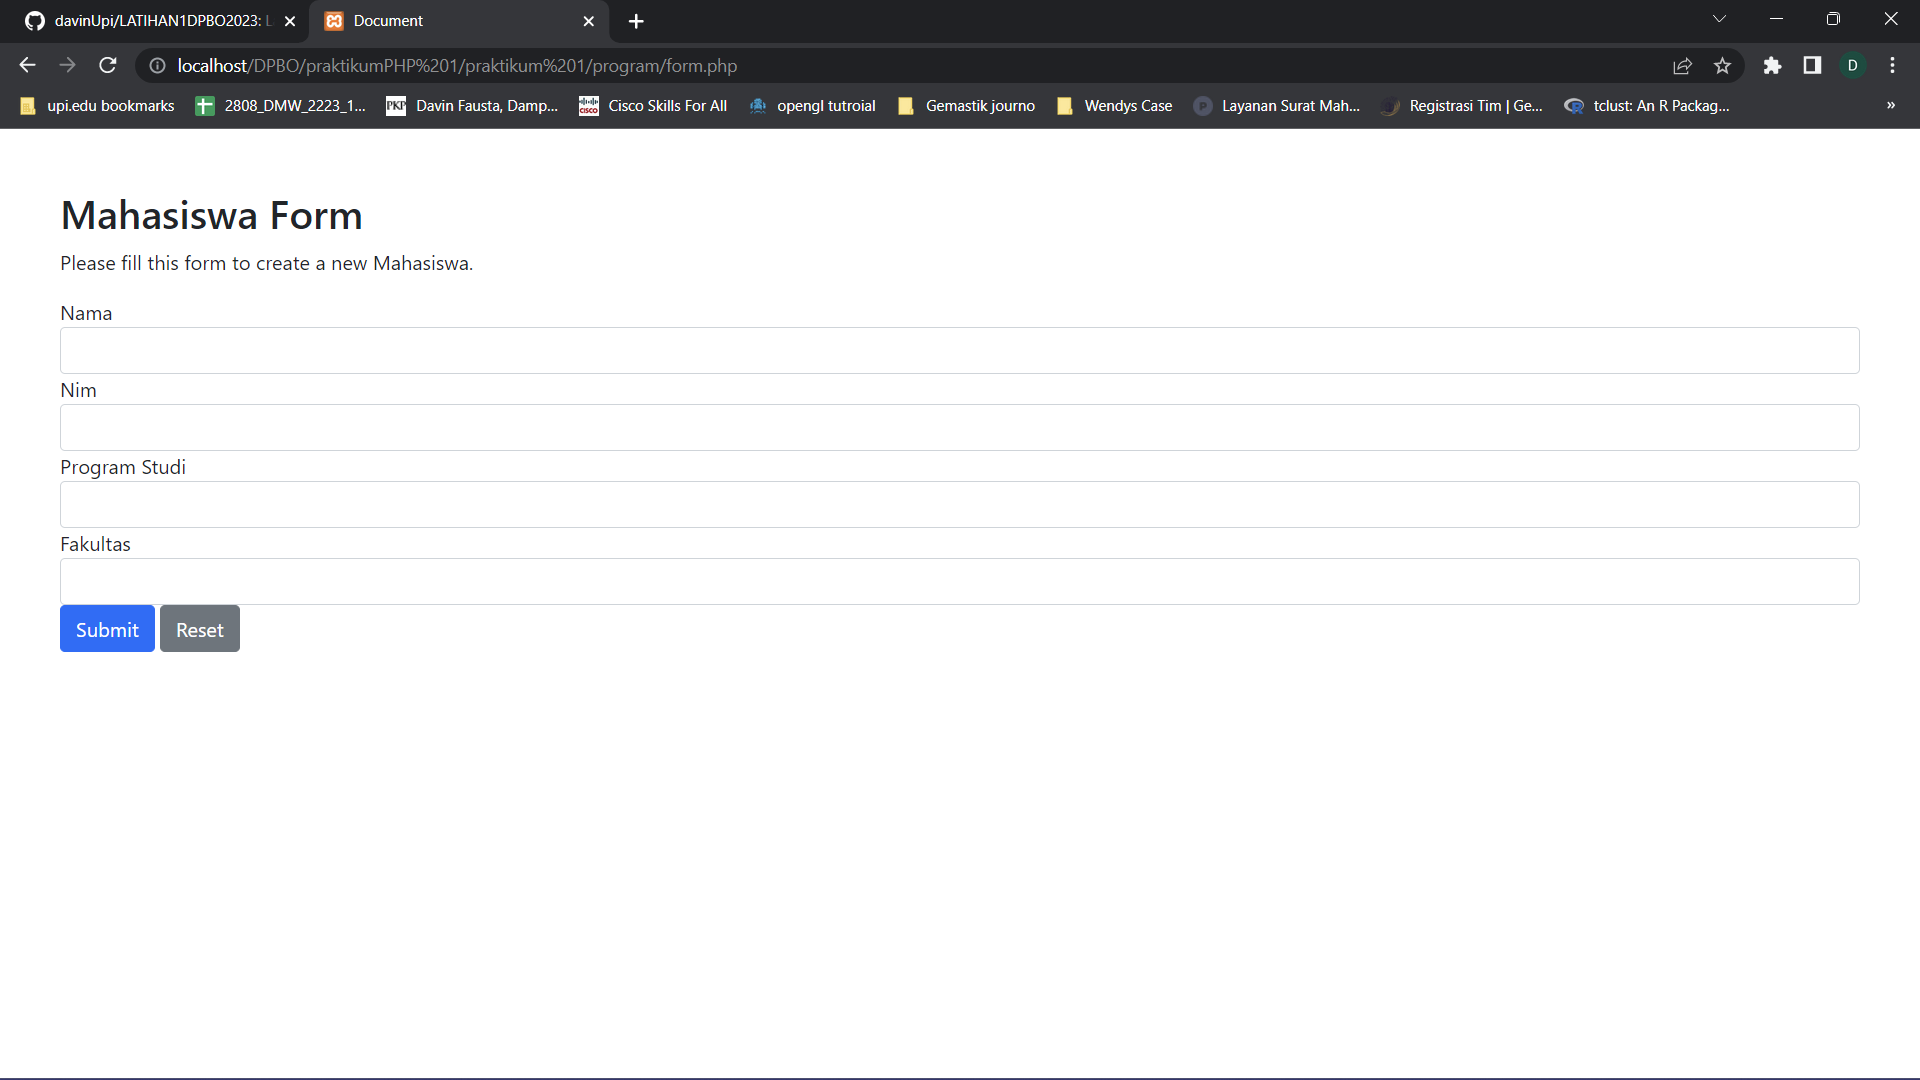 davinUpi/LATIHAN1DPBO2023: L
Document
localhost/DPBO/praktikumPHP%201/praktikum%201/program/form.php
D
upi.edu bookmarks
2808_DMW_2223_1...
PKP
Davin Fausta, Damp...
CISCO
Cisco Skills For All
opengl tutroial
Gemastik journo
Wendys Case
P
Layanan Surat Mah...
Registrasi Tim | Ge...
R
tclust: An R Packag...
»
Mahasiswa Form
Please fill this form to create a new Mahasiswa.
Nama
Nim
Program Studi
Fakultas
Submit Reset